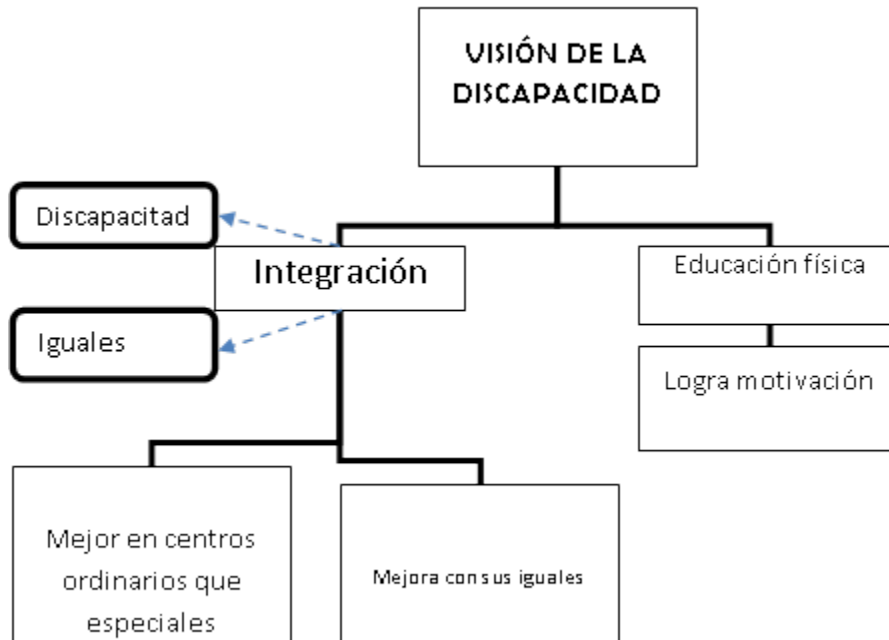 VISIÓN DE LA
DISCAPACIDAD
Discapacitad
Integración
Educación física
Iguales
Logra motivación
Mejor en centros
ordinarios que
especiales
Mejora con sus iguales